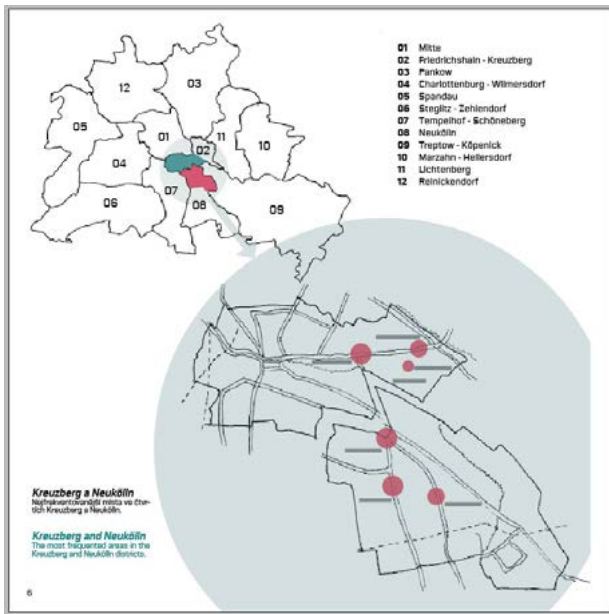 01 Mitte
02 Friedrichshain - Kreuzberg
03 Pankow
04 Charlottenburg - Wilmersdorf
05 Spandau
06 Steglitz - Zehlendorf
07 Tempelhof - Schöneberg
08 Neukölln
09 Treptow - Köpenick
10 Marzahn - Hellersdorf
11 Lichtenberg
12 Reinickendorf
03
12
05
01
11
02
10
04
07
08
06
09
Kreuzberg a Neukölln
Nejfrekventovanější místa ve čtvr-
tích Kreuzberg a Neukölln.
Kreuzberg and Neukölln
The most frequented areas in the
Kreuzberg and Neukölln districts.
6